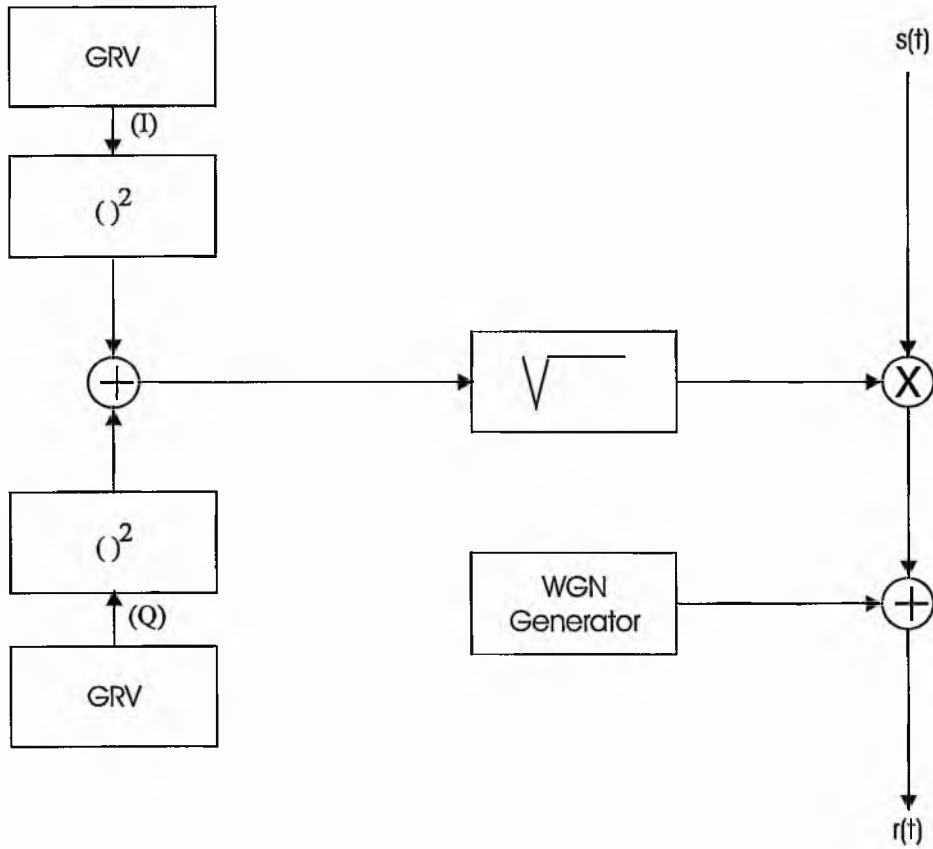 GRV
s(t)
(I)
( )²
+
√
X
( )²
WGN
Generator
+
(Q)
GRV
r(t)